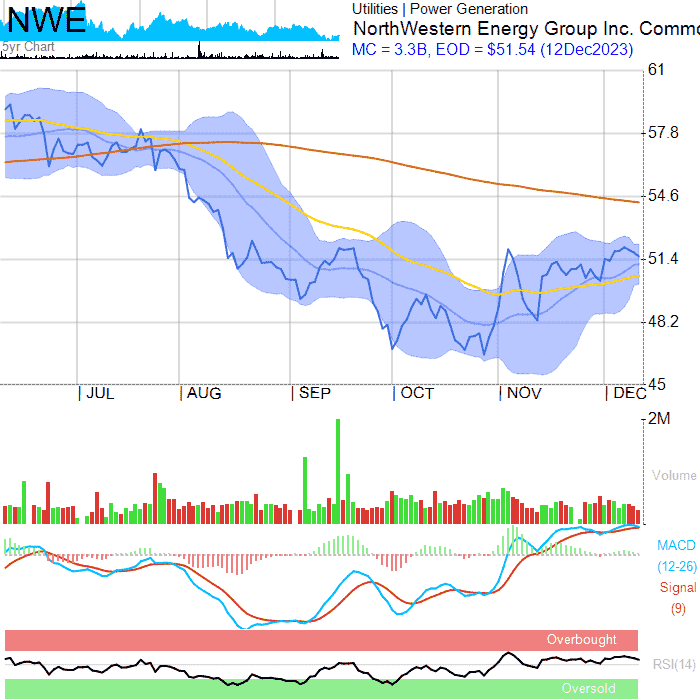 NWE
5yr Chart
Utilities | Power Generation
NorthWestern Energy Group Inc. Commo
MC = 3.3B, EOD = $51.54 (12Dec2023)
61
57.8
54.6
51.4
48.2
45
| JUL | AUG | SEP | OCT | NOV | DEC
2M
Volume
MACD
(12-26)
Signal
(9)
Overbought
RSI(14)
Oversold